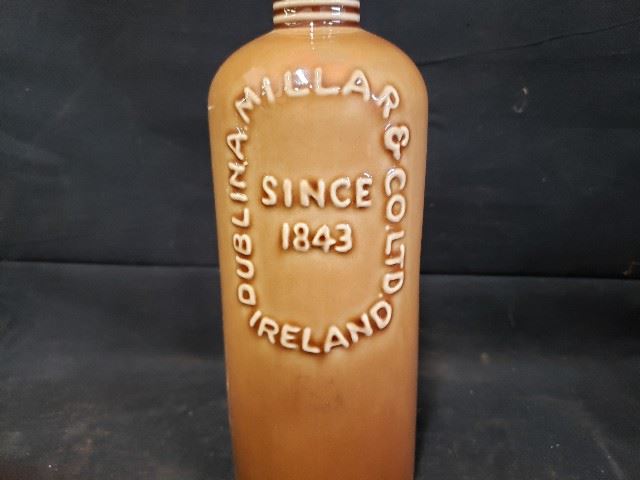 A. MILLAR & CO. LTD.
DUBLIN.
IRELAND
SINCE
1843